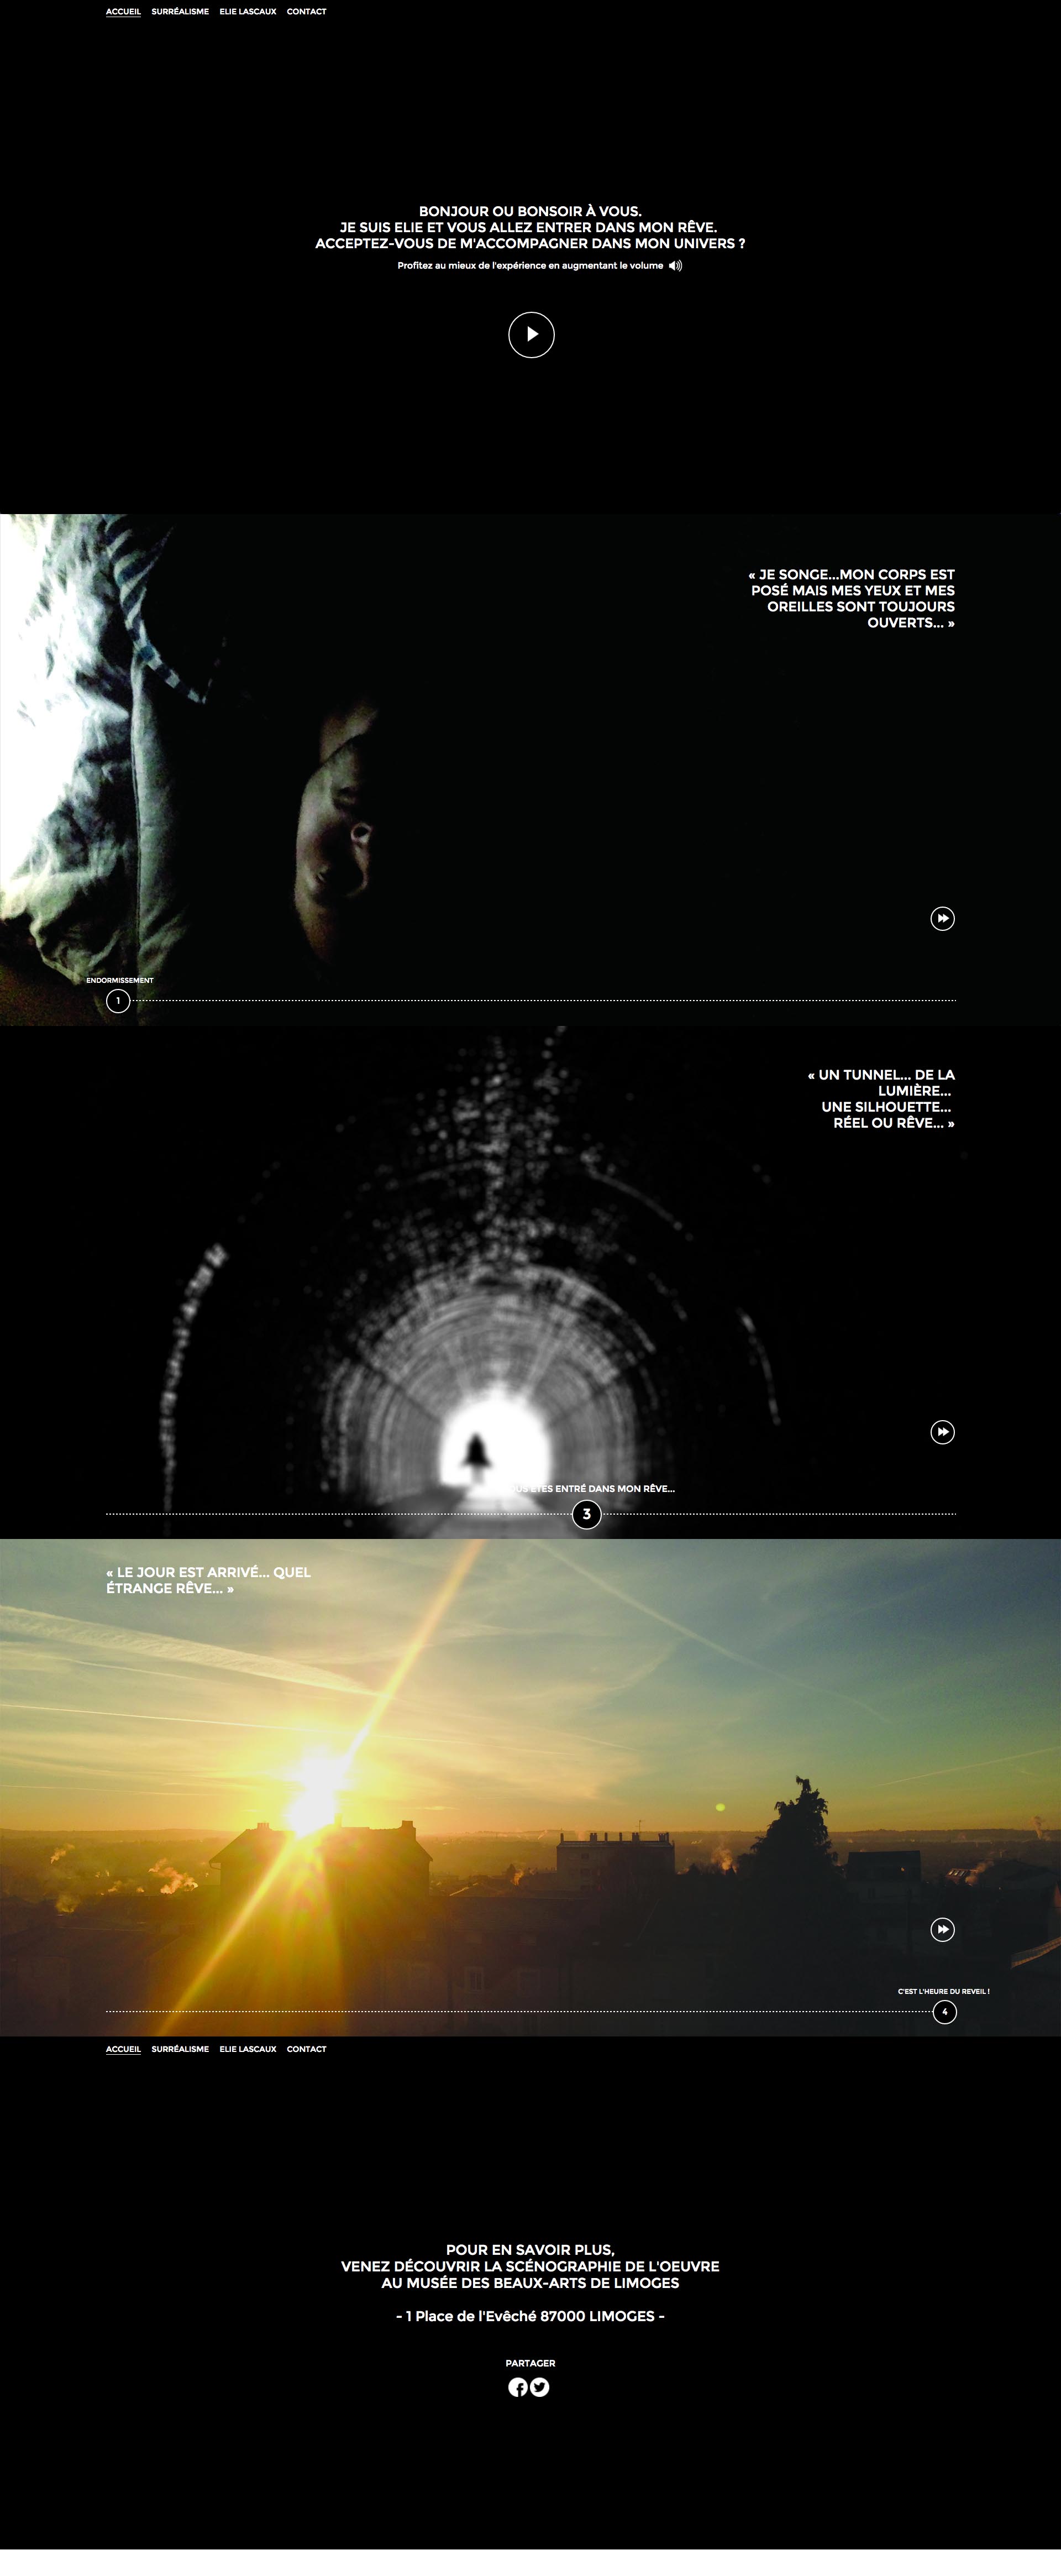 ACCUEIL SURRÉALISME ELIE LASCAUX CONTACT
BONJOUR OU BONSOIR À VOUS.
JE SUIS ELIE ET VOUS ALLEZ ENTRER DANS MON RÊVE.
ACCEPTEZ-VOUS DE M'ACCOMPAGNER DANS MON UNIVERS ?
Profitez au mieux de l'expérience en augmentant le volume
« JE SONGE...MON CORPS EST
POSÉ MAIS MES YEUX ET MES
OREILLES SONT TOUJOURS
OUVERTS... »
ENDORMISSEMENT
1
« UN TUNNEL... DE LA
LUMIÈRE...
UNE SILHOUETTE...
RÉEL OU RÊVE... »
ÊTES ENTRÉ DANS MON RÊVE...
3
« LE JOUR EST ARRIVÉ... QUEL
ÉTRANGE RÊVE... »
C'EST L'HEURE DU REVEIL !
4
ACCUEIL SURRÉALISME ELIE LASCAUX CONTACT
POUR EN SAVOIR PLUS,
VENEZ DÉCOUVRIR LA SCÉNOGRAPHIE DE L'OEUVRE
AU MUSÉE DES BEAUX-ARTS DE LIMOGES
- 1 Place de l'Evêché 87000 LIMOGES -
PARTAGER